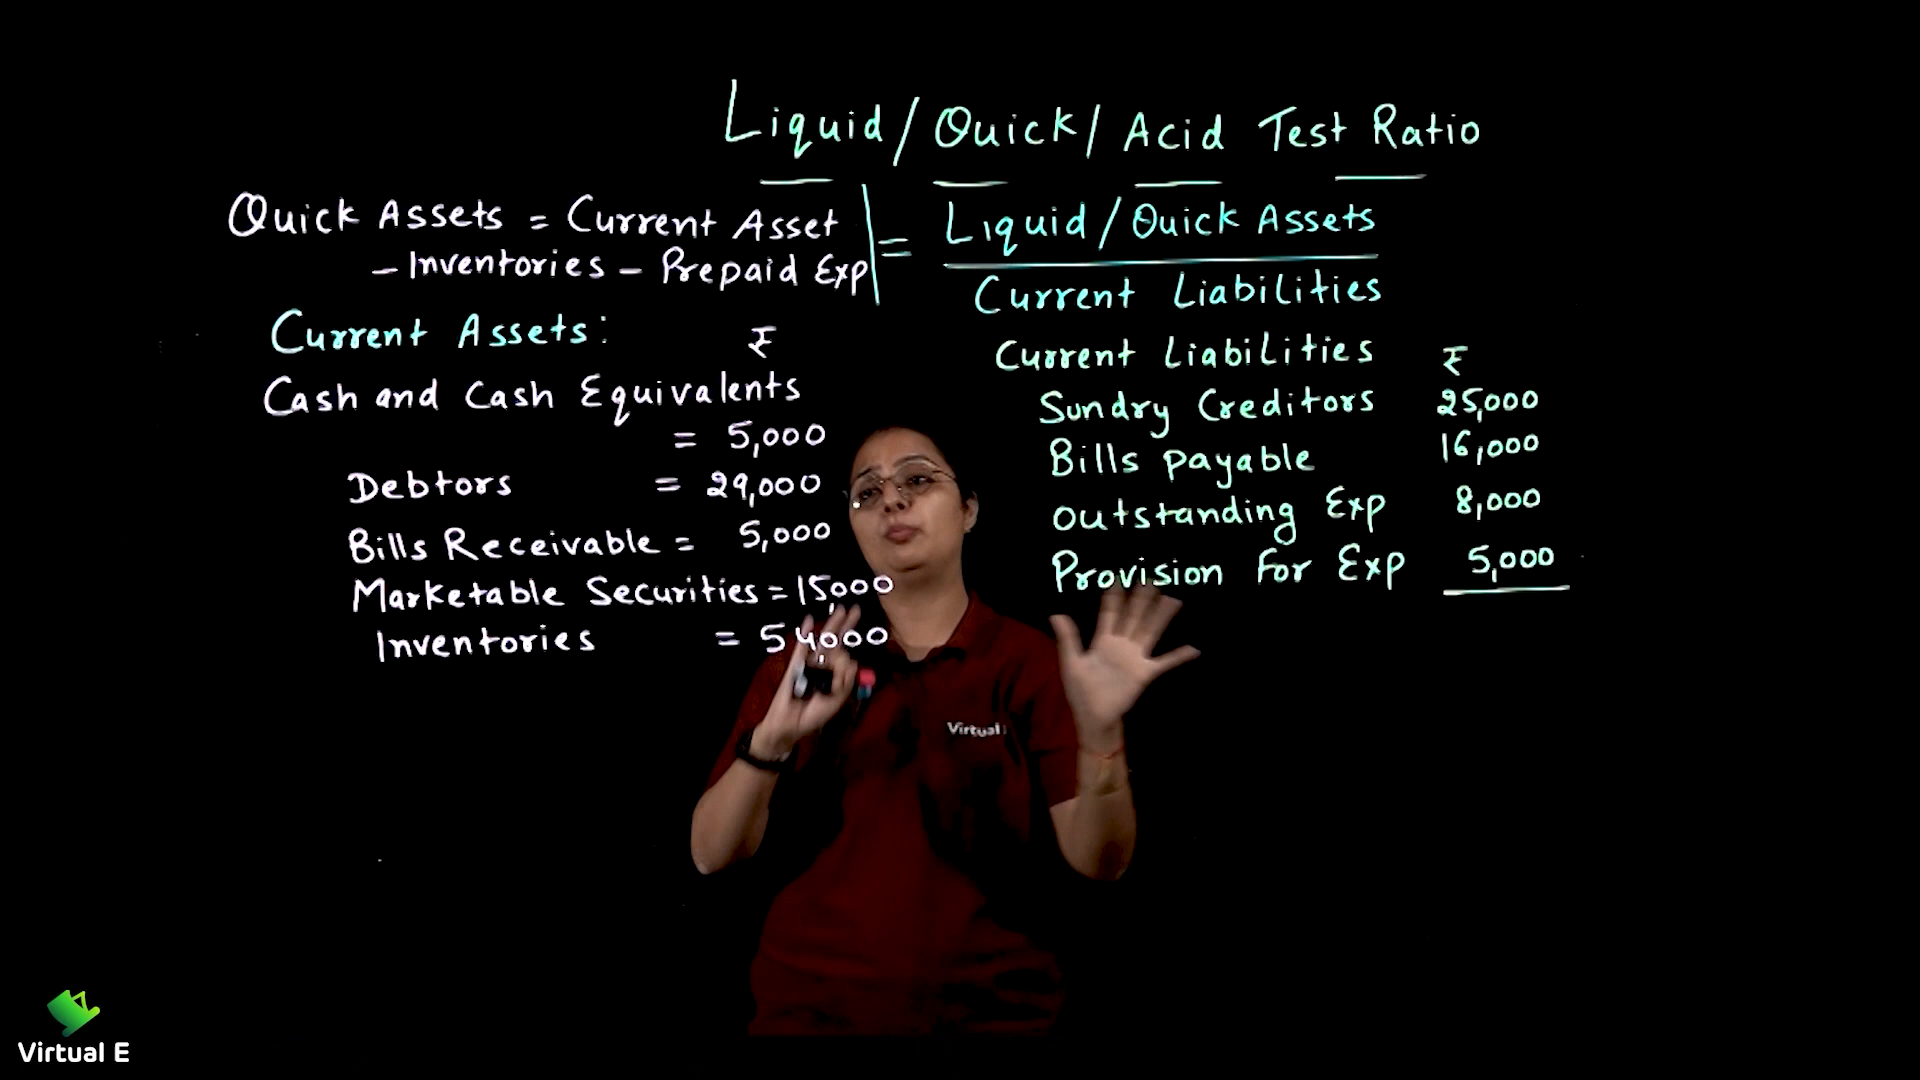 Liquid/Quick/Acid Test Ratio
Quick Assets = Current Asset
- Inventories - Prepaid Exp
= Liquid/Quick Assets
Current Liabilities
Current Assets: ₹
Cash and Cash Equivalents
= 5,000
Debtors = 29,000
Bills Receivable = 5,000
Marketable Securities = 15,000
Inventories = 54,000
Current Liabilities ₹
Sundry Creditors 25,000
Bills payable 16,000
outstanding Exp 8,000
Provision For Exp 5,000
Virtual
Virtual E